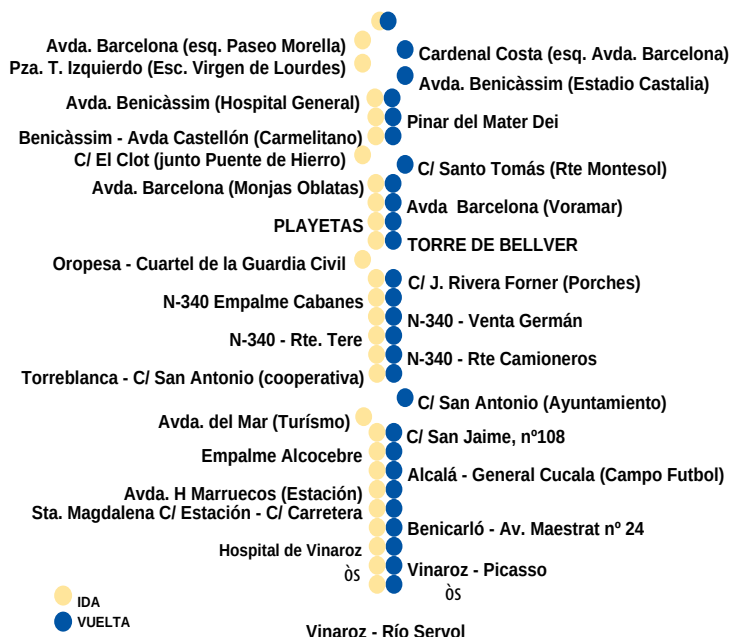 Avda. Barcelona (esq. Paseo Morella)
Cardenal Costa (esq. Avda. Barcelona)
Pza. T. Izquierdo (Esc. Virgen de Lourdes)
Avda. Benicàssim (Estadio Castalia)
Avda. Benicàssim (Hospital General)
Pinar del Mater Dei
Benicàssim - Avda Castellón (Carmelitano)
C/ El Clot (junto Puente de Hierro)
C/ Santo Tomás (Rte Montesol)
Avda. Barcelona (Monjas Oblatas)
Avda Barcelona (Voramar)
PLAYETAS
TORRE DE BELLVER
Oropesa - Cuartel de la Guardia Civil
C/ J. Rivera Forner (Porches)
N-340 Empalme Cabanes
N-340 - Venta Germán
N-340 - Rte. Tere
N-340 - Rte Camioneros
Torreblanca - C/ San Antonio (cooperativa)
C/ San Antonio (Ayuntamiento)
Avda. del Mar (Turísmo)
C/ San Jaime, nº108
Empalme Alcocebre
Alcalá - General Cucala (Campo Futbol)
Avda. H Marruecos (Estación)
Sta. Magdalena C/ Estación - C/ Carretera
Benicarló - Av. Maestrat nº 24
Hospital de Vinaroz
Vinaroz - Picasso
òs
òs
IDA
VUELTA
Vinaroz - Río Servol